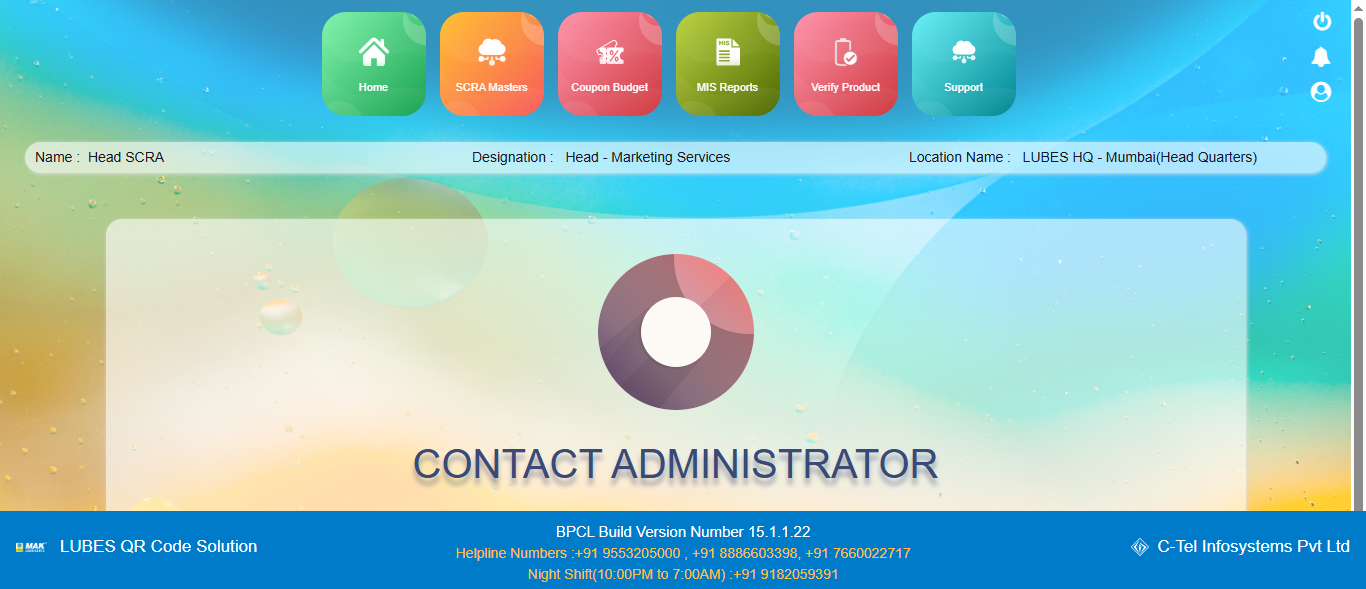 Home
SCRA Masters
Coupon Budget
MIS
MIS Reports
Verify Product
Support
Name : Head SCRA
Designation : Head - Marketing Services
Location Name : LUBES HQ - Mumbai(Head Quarters)
CONTACT ADMINISTRATOR
MAK
LUBES QR Code Solution
BPCL Build Version Number 15.1.1.22
Helpline Numbers :+91 9553205000 , +91 8886603398, +91 7660022717
Night Shift(10:00PM to 7:00AM) :+91 9182059391
C-Tel Infosystems Pvt Ltd